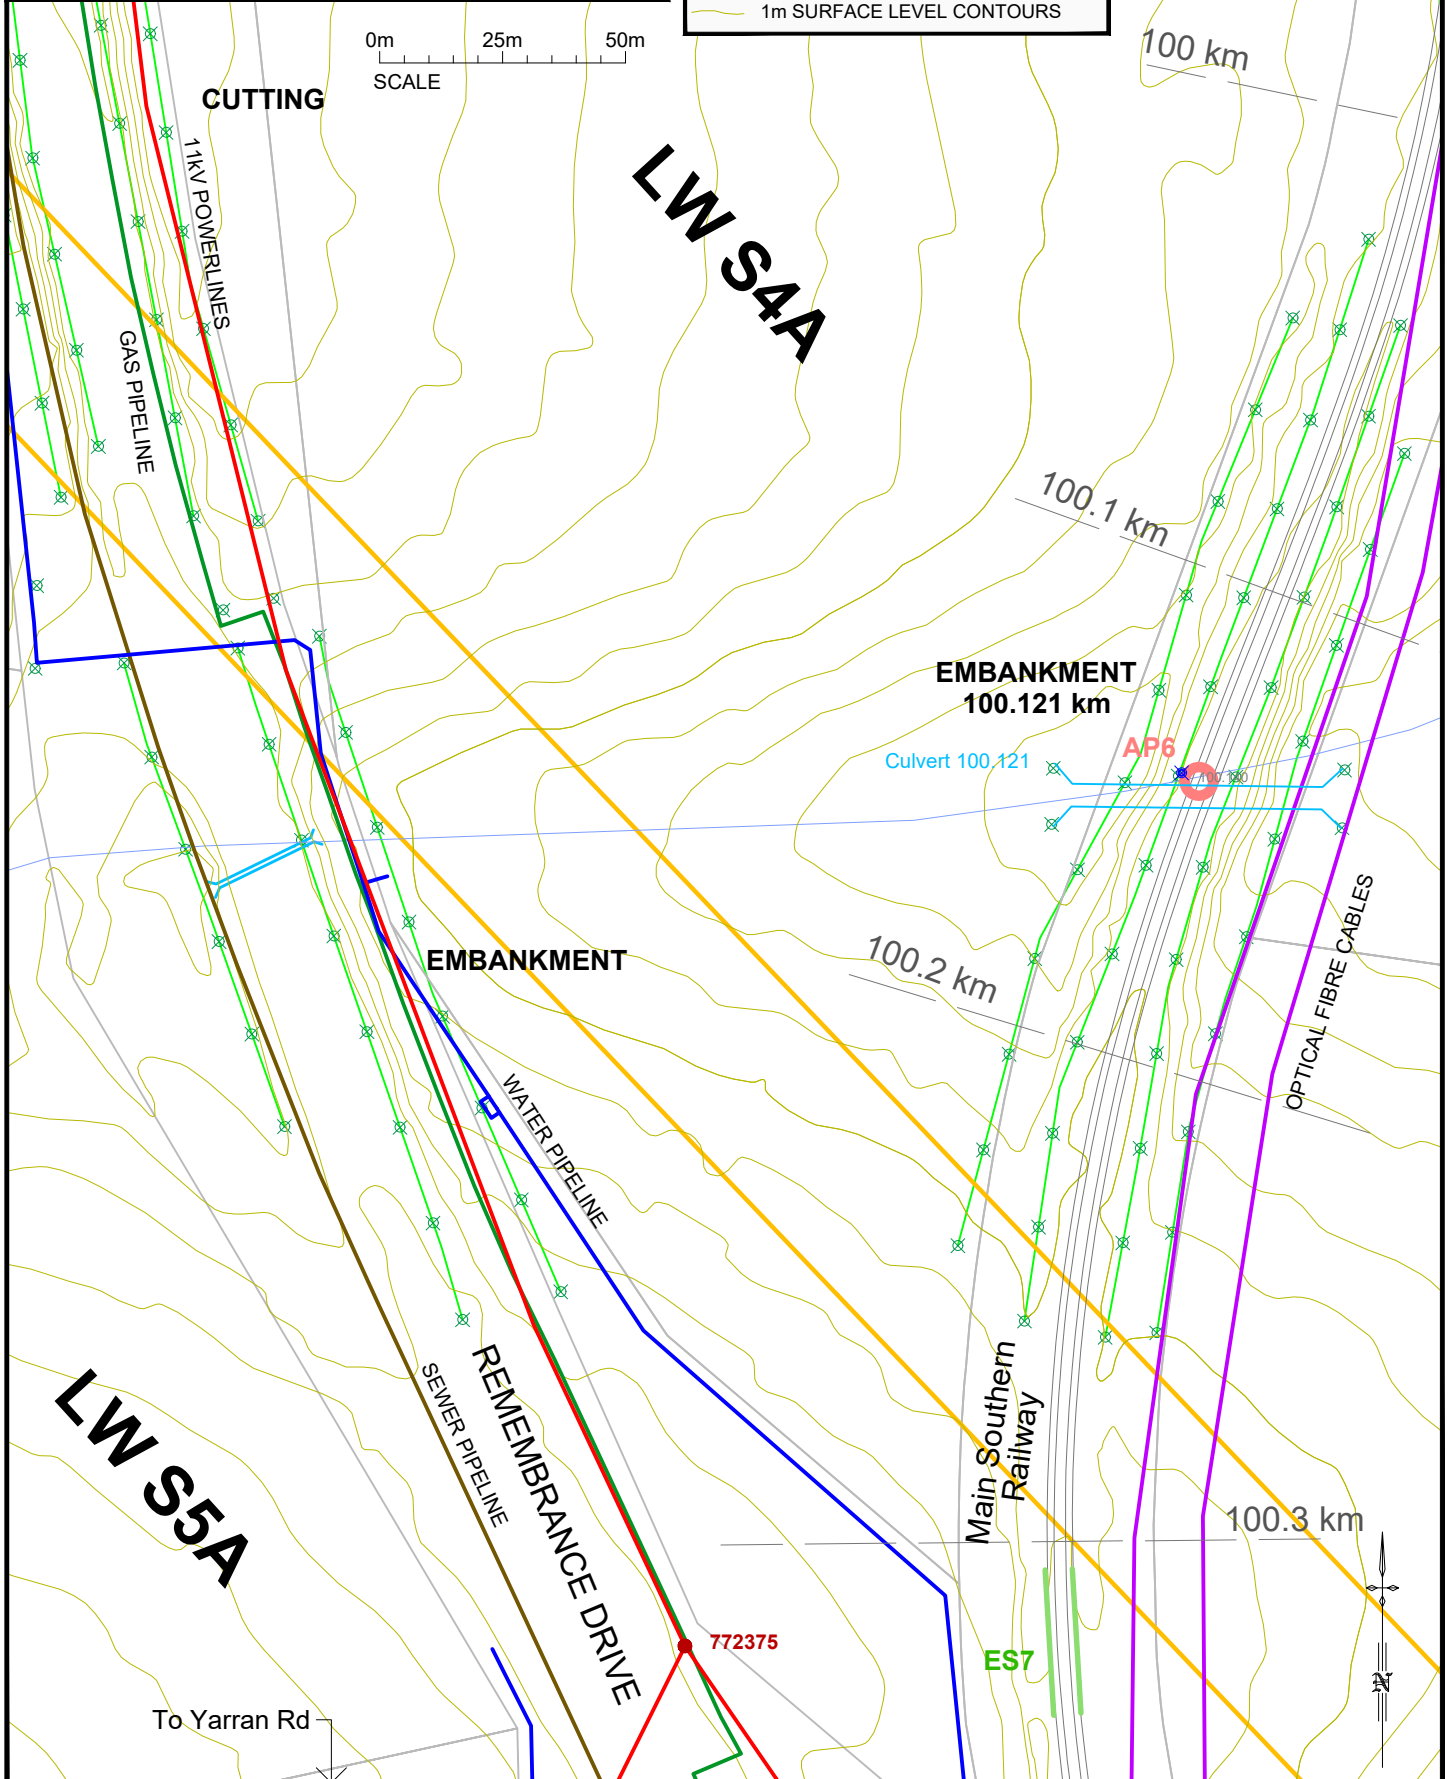 1m SURFACE LEVEL CONTOURS
0m 25m 50m
SCALE
100 km
CUTTING
11kV POWERLINES
LW S4A
GAS PIPELINE
100.1 km
EMBANKMENT
100.121 km
AP6
Culvert 100.121
EMBANKMENT
100.2 km
OPTICAL FIBRE CABLES
WATER PIPELINE
Main Southern
Railway
REMEMBRANCE DRIVE
SEWER PIPELINE
LW S5A
100.3 km
772375
ES7
To Yarran Rd
N